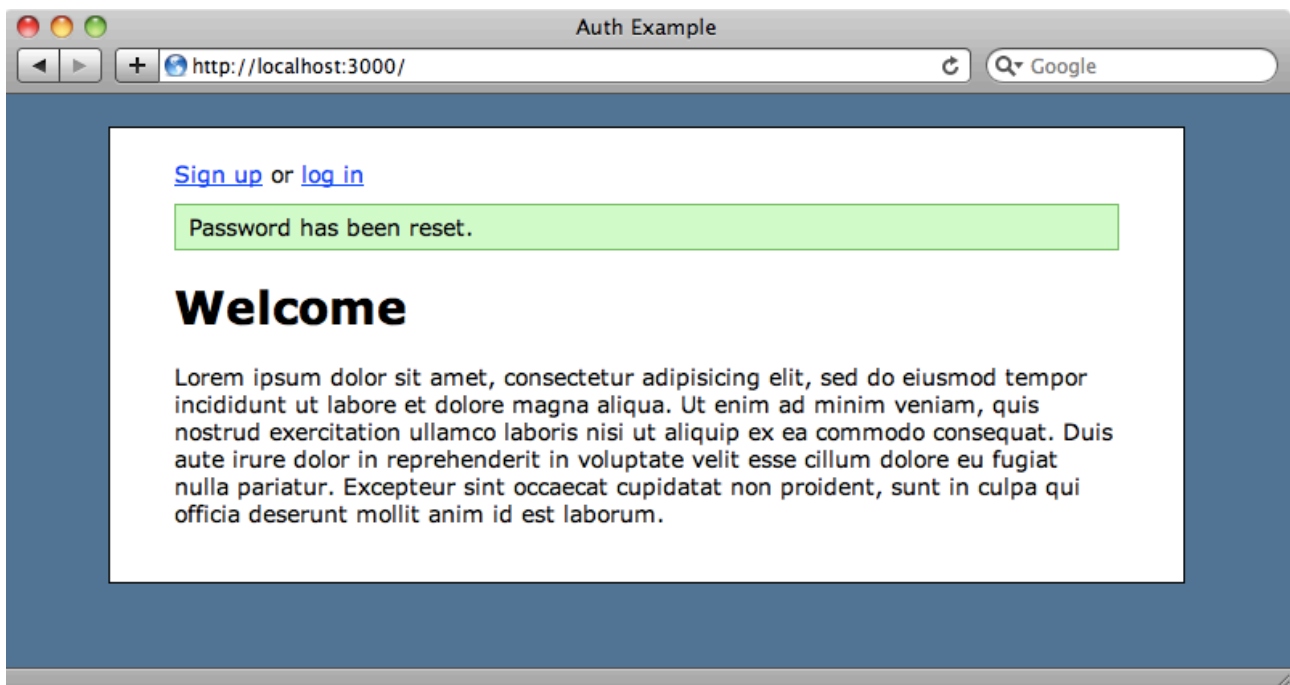 Auth Example
http://localhost:3000/
Google
Sign up or log in
Password has been reset.
Welcome
Lorem ipsum dolor sit amet, consectetur adipisicing elit, sed do eiusmod tempor
incididunt ut labore et dolore magna aliqua. Ut enim ad minim veniam, quis
nostrud exercitation ullamco laboris nisi ut aliquip ex ea commodo consequat. Duis
aute irure dolor in reprehenderit in voluptate velit esse cillum dolore eu fugiat
nulla pariatur. Excepteur sint occaecat cupidatat non proident, sunt in culpa qui
officia deserunt mollit anim id est laborum.